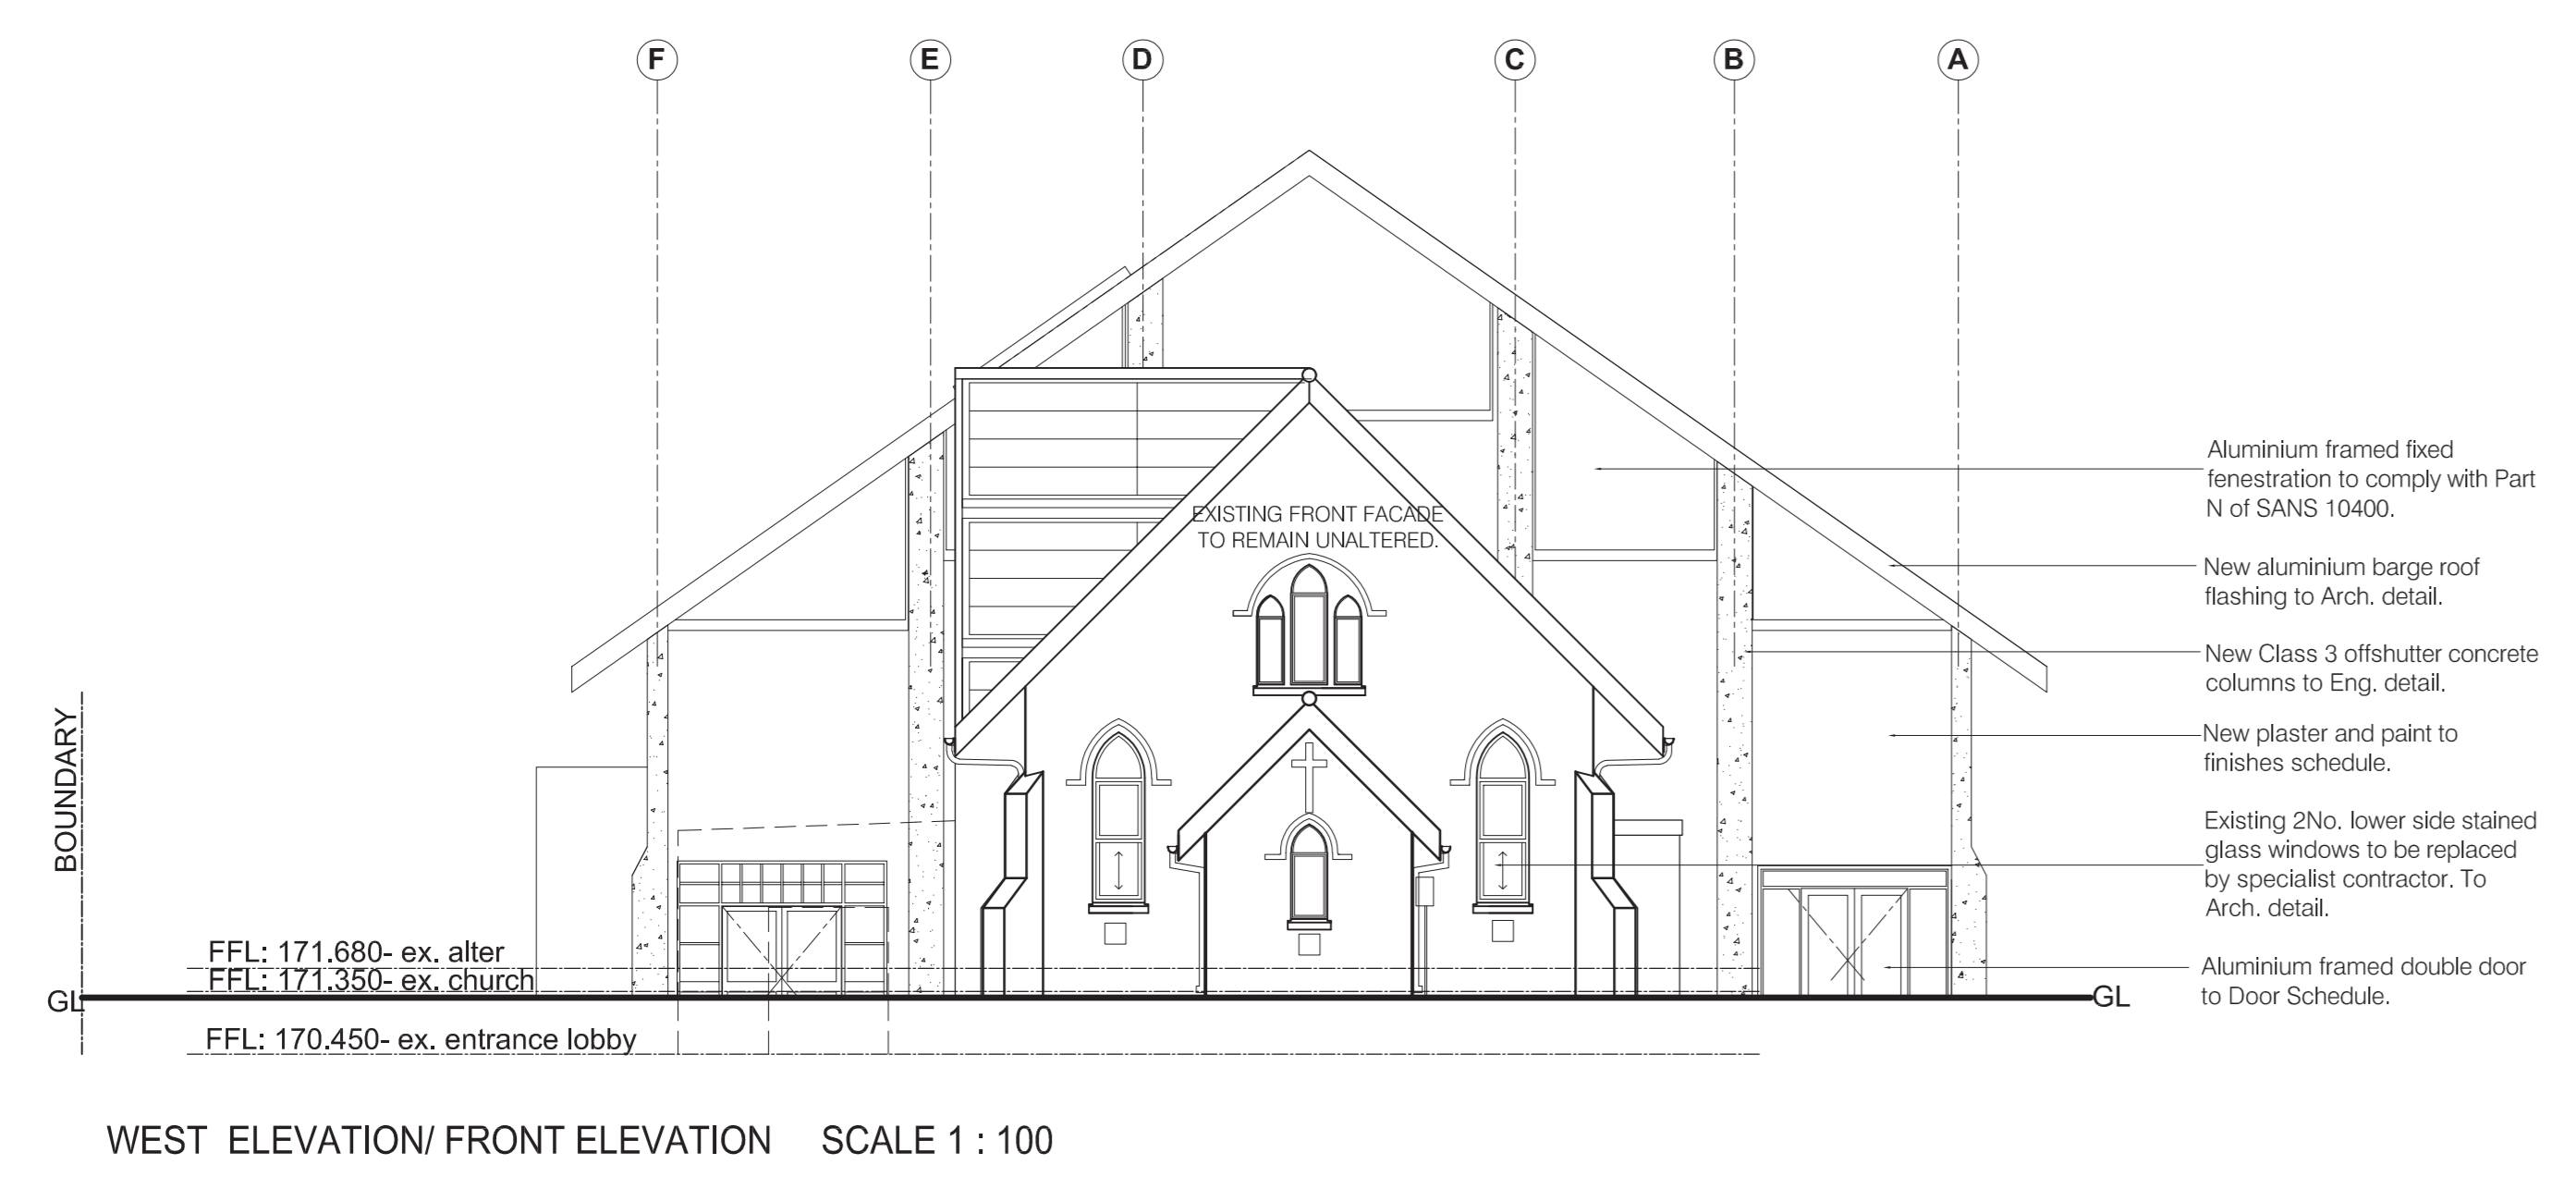 F E D C B A
Aluminium framed fixed
fenestration to comply with Part
N of SANS 10400.
EXISTING FRONT FACADE
TO REMAIN UNALTERED.
New aluminium barge roof
flashing to Arch. detail.
New Class 3 offshutter concrete
columns to Eng. detail.
New plaster and paint to
finishes schedule.
BOUNDARY
Existing 2No. lower side stained
glass windows to be replaced
by specialist contractor. To
Arch. detail.
FFL: 171.680- ex. alter
FFL: 171.350- ex. church
Aluminium framed double door
to Door Schedule.
GL GL
FFL: 170.450- ex. entrance lobby
WEST ELEVATION/ FRONT ELEVATION SCALE 1 : 100